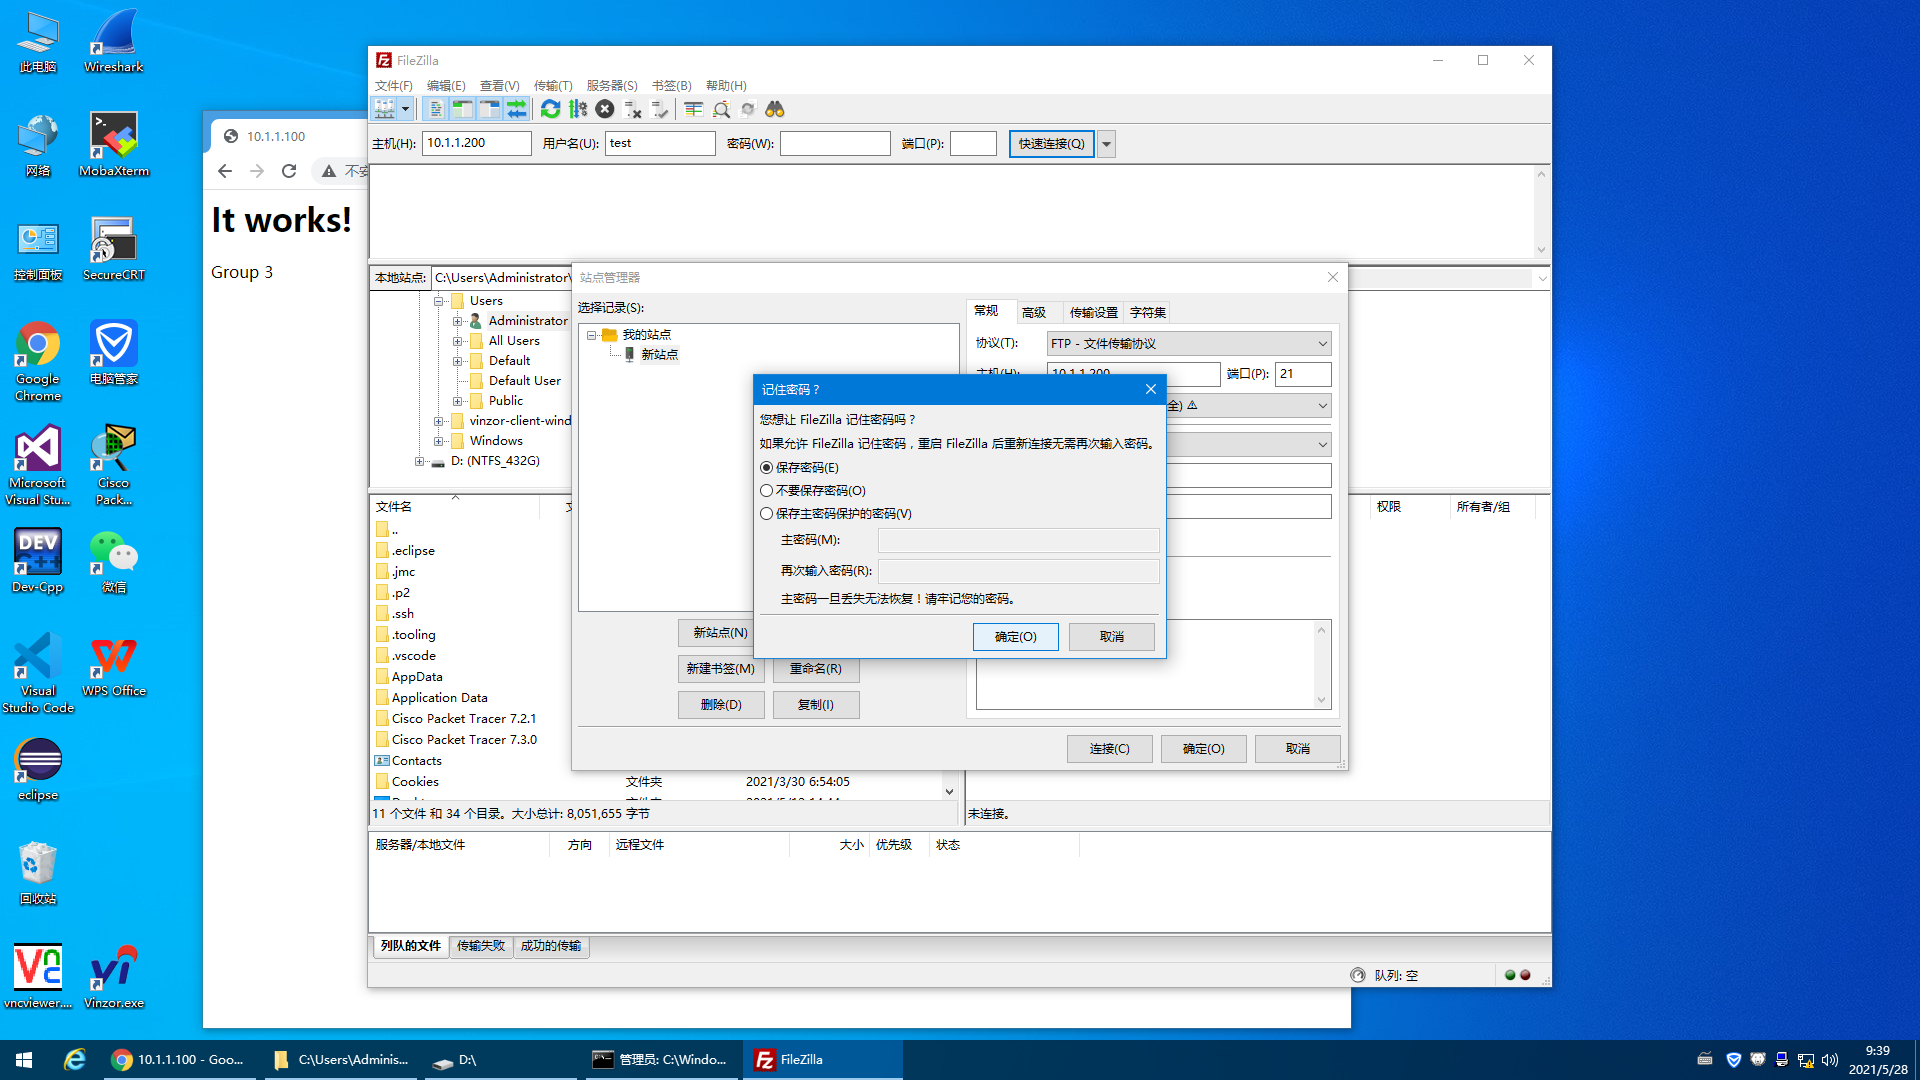 此电脑
Wireshark
网络
MobaXterm
控制面板
SecureCRT
Google
Chrome
电脑管家
Microsoft
Visual Stu...
Cisco
Pack...
Dev-Cpp
微信
Visual
Studio Code
WPS Office
eclipse
回收站
vncviewer....
Vinzor.exe
10.1.1.100
It works!
Group 3
FileZilla
文件(F) 编辑(E) 查看(V) 传输(T) 服务器(S) 书签(B) 帮助(H)
主机(H): 10.1.1.200 用户名(U): test 密码(W): 端口(P): 快速连接(Q)
本地站点: C:\Users\Administrator\
Users
Administrator
All Users
Default
Default User
Public
vinzor-client-wind
Windows
D: (NTFS_432G)
文件名
..
.eclipse
.jmc
.p2
.ssh
.tooling
.vscode
AppData
Application Data
Cisco Packet Tracer 7.2.1
Cisco Packet Tracer 7.3.0
Contacts
Cookies 文件夹 2021/3/30 6:54:05
11 个文件 和 34 个目录。大小总计: 8,051,655 字节
权限 所有者/组
未连接。
服务器/本地文件 方向 远程文件 大小 优先级 状态
列队的文件 传输失败 成功的传输
队列: 空
站点管理器
选择记录(S):
我的站点
新站点
新站点(N)
新建书签(M) 重命名(R)
删除(D) 复制(I)
常规 高级 传输设置 字符集
协议(T): FTP - 文件传输协议
主机(H): 10.1.1.200 端口(P): 21
全)
连接(C) 确定(O) 取消
记住密码？
您想让 FileZilla 记住密码吗？
如果允许 FileZilla 记住密码，重启 FileZilla 后重新连接无需再次输入密码。
保存密码(E)
不要保存密码(O)
保存主密码保护的密码(V)
主密码(M):
再次输入密码(R):
主密码一旦丢失无法恢复！请牢记您的密码。
确定(O) 取消
10.1.1.100 - Goo...
C:\Users\Adminis...
D:\
管理员: C:\Windo...
FileZilla
9:39
2021/5/28